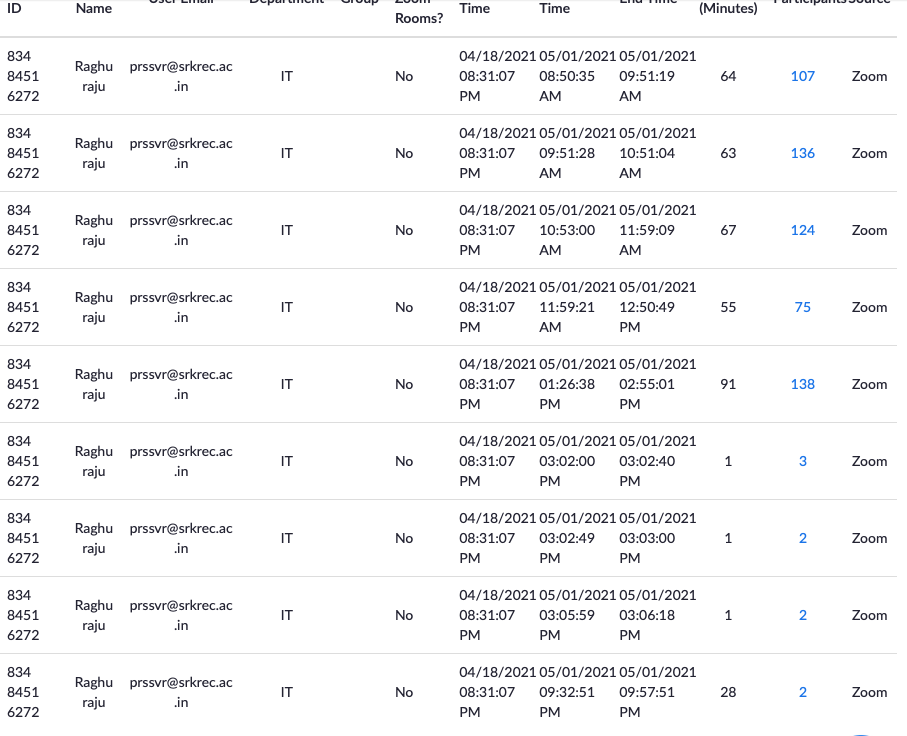 ID Name User Email Department Group Zoom Rooms? Time Time End Time (Minutes) Participants Source
834 8451 6272 Raghu raju prssvr@srkrec.ac.in IT No 04/18/2021 08:31:07 PM 05/01/2021 08:50:35 AM 05/01/2021 09:51:19 AM 64 107 Zoom
834 8451 6272 Raghu raju prssvr@srkrec.ac.in IT No 04/18/2021 08:31:07 PM 05/01/2021 09:51:28 AM 05/01/2021 10:51:04 AM 63 136 Zoom
834 8451 6272 Raghu raju prssvr@srkrec.ac.in IT No 04/18/2021 08:31:07 PM 05/01/2021 10:53:00 AM 05/01/2021 11:59:09 AM 67 124 Zoom
834 8451 6272 Raghu raju prssvr@srkrec.ac.in IT No 04/18/2021 08:31:07 PM 05/01/2021 11:59:21 AM 05/01/2021 12:50:49 PM 55 75 Zoom
834 8451 6272 Raghu raju prssvr@srkrec.ac.in IT No 04/18/2021 08:31:07 PM 05/01/2021 01:26:38 PM 05/01/2021 02:55:01 PM 91 138 Zoom
834 8451 6272 Raghu raju prssvr@srkrec.ac.in IT No 04/18/2021 08:31:07 PM 05/01/2021 03:02:00 PM 05/01/2021 03:02:40 PM 1 3 Zoom
834 8451 6272 Raghu raju prssvr@srkrec.ac.in IT No 04/18/2021 08:31:07 PM 05/01/2021 03:02:49 PM 05/01/2021 03:03:00 PM 1 2 Zoom
834 8451 6272 Raghu raju prssvr@srkrec.ac.in IT No 04/18/2021 08:31:07 PM 05/01/2021 03:05:59 PM 05/01/2021 03:06:18 PM 1 2 Zoom
834 8451 6272 Raghu raju prssvr@srkrec.ac.in IT No 04/18/2021 08:31:07 PM 05/01/2021 09:32:51 PM 05/01/2021 09:57:51 PM 28 2 Zoom